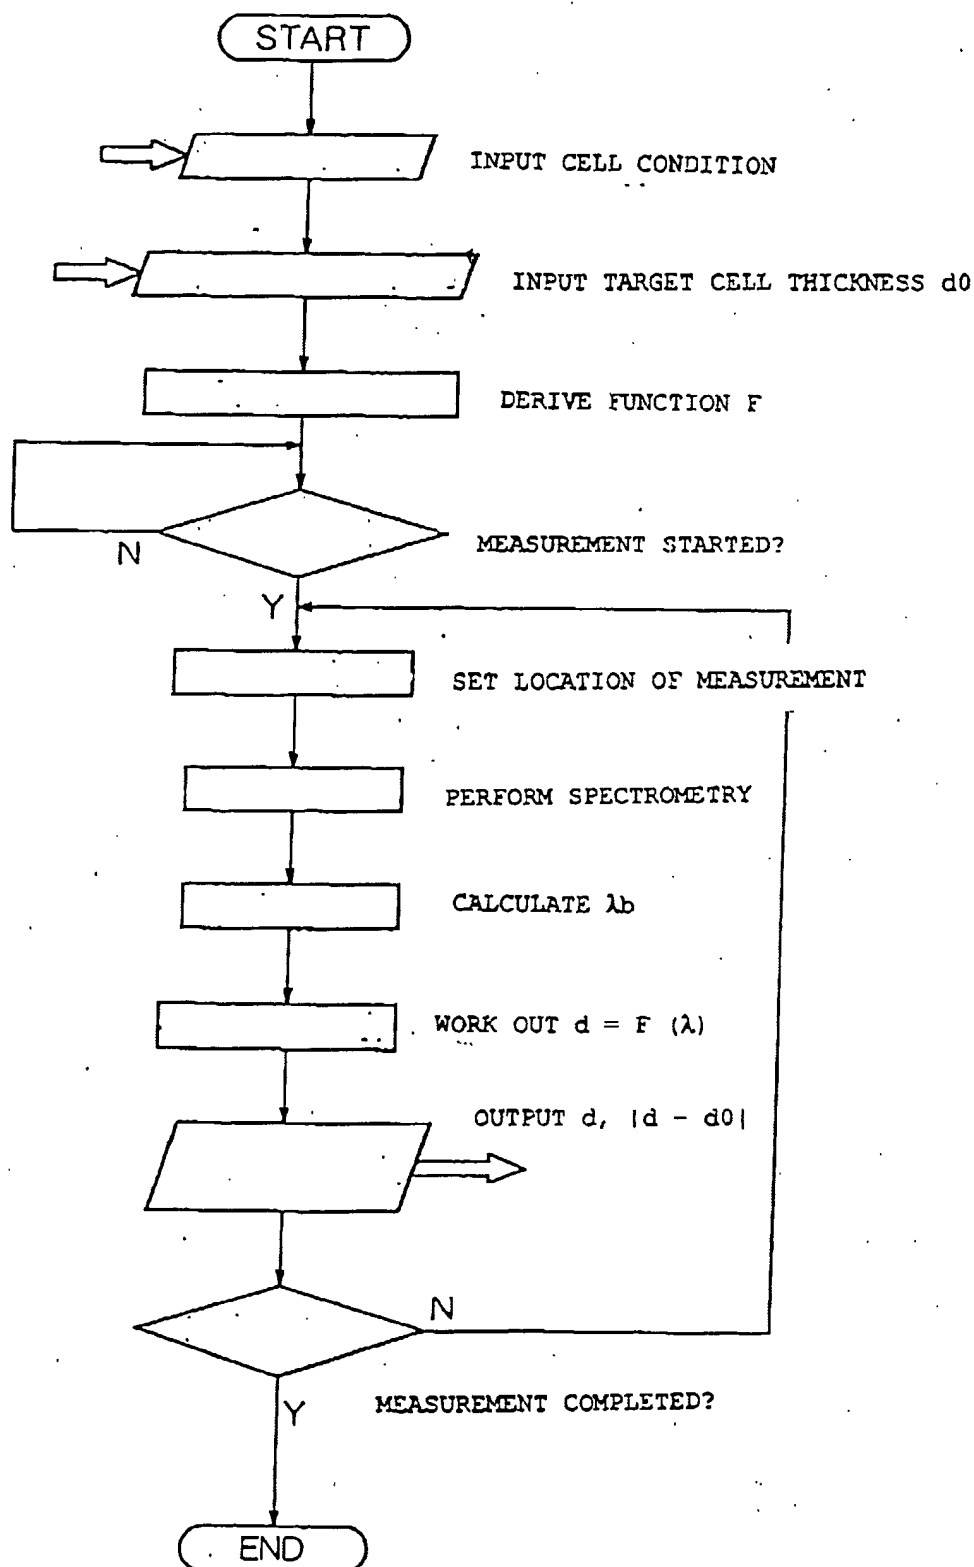 START
INPUT CELL CONDITION
INPUT TARGET CELL THICKNESS d0
DERIVE FUNCTION F
N
MEASUREMENT STARTED?
Y
SET LOCATION OF MEASUREMENT
PERFORM SPECTROMETRY
CALCULATE λb
WORK OUT d = F (λ)
OUTPUT d, |d - d0|
N
Y
MEASUREMENT COMPLETED?
END